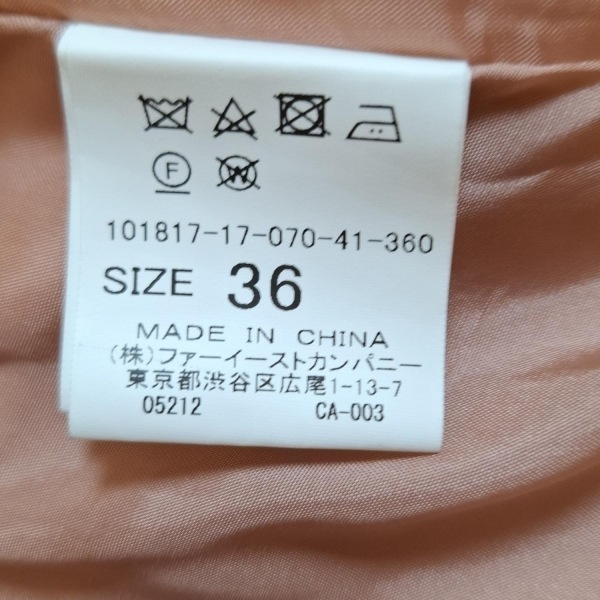 F W
101817-17-070-41-360
SIZE 36
MADE IN CHINA
(株)ファーイーストカンパニー
東京都渋谷区広尾1-13-7
05212 CA-003